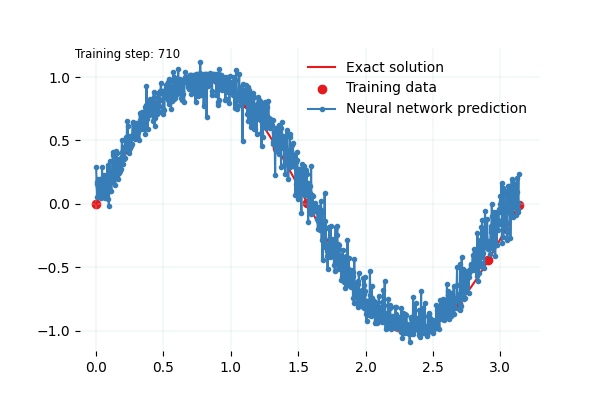 Training step: 710
Exact solution
Training data
Neural network prediction
1.0
0.5
0.0
−0.5
−1.0
0.0 0.5 1.0 1.5 2.0 2.5 3.0